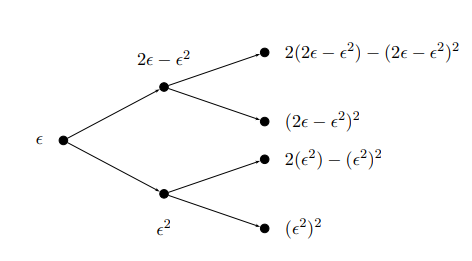 2ϵ − ϵ²
2(2ϵ − ϵ²) − (2ϵ − ϵ²)²
(2ϵ − ϵ²)²
ϵ
2(ϵ²) − (ϵ²)²
ϵ²
(ϵ²)²